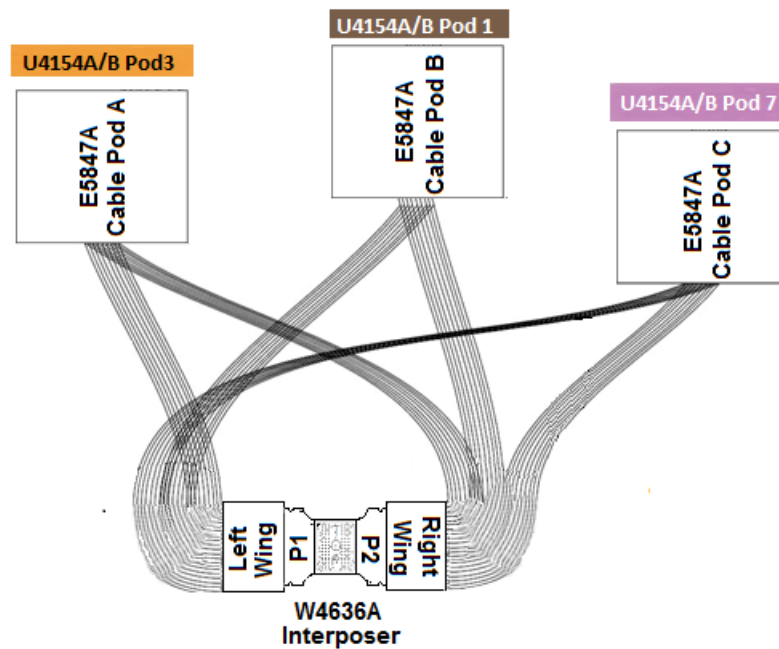 U4154A/B Pod 1
U4154A/B Pod3
U4154A/B Pod 7
E5847A
Cable Pod A
E5847A
Cable Pod B
E5847A
Cable Pod C
Left
Wing
P1
P2
Right
Wing
W4636A
Interposer